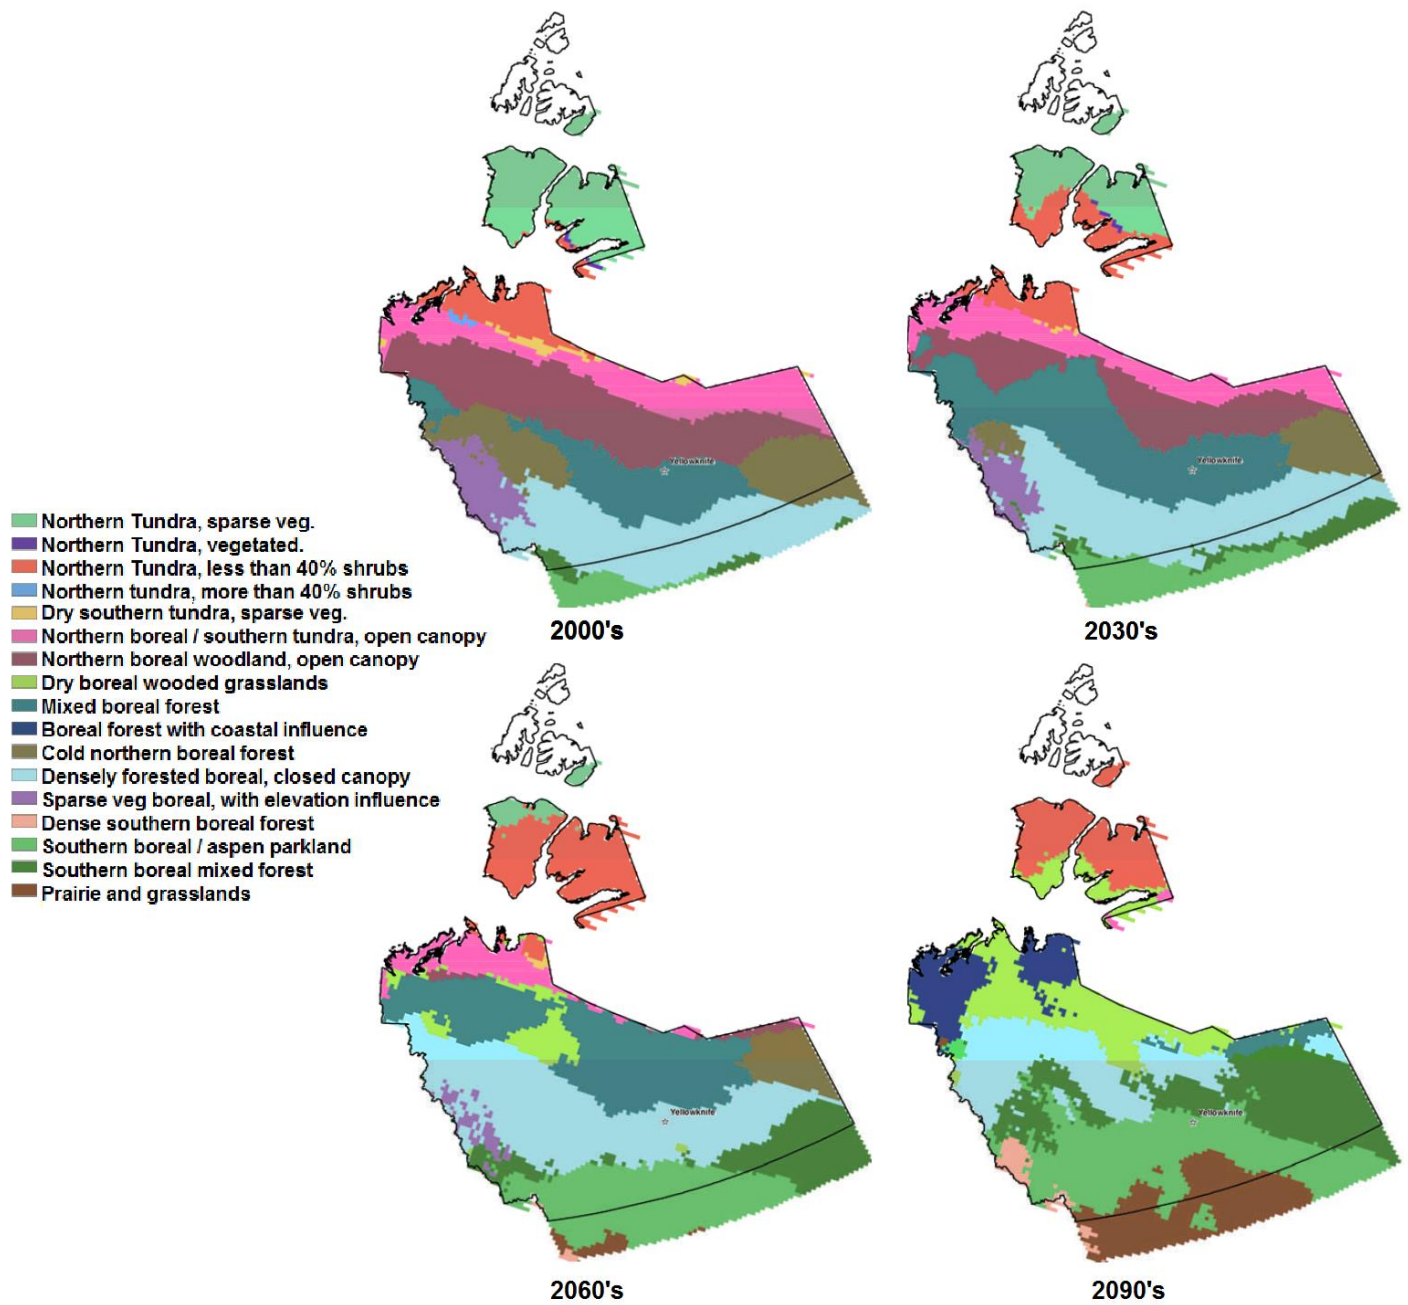 Yellowknife
Yellowknife
Northern Tundra, sparse veg.
Northern Tundra, vegetated.
Northern Tundra, less than 40% shrubs
Northern tundra, more than 40% shrubs
Dry southern tundra, sparse veg.
Northern boreal / southern tundra, open canopy
Northern boreal woodland, open canopy
Dry boreal wooded grasslands
Mixed boreal forest
Boreal forest with coastal influence
Cold northern boreal forest
Densely forested boreal, closed canopy
Sparse veg boreal, with elevation influence
Dense southern boreal forest
Southern boreal / aspen parkland
Southern boreal mixed forest
Prairie and grasslands
2000's
2030's
Yellowknife
Yellowknife
2060's
2090's